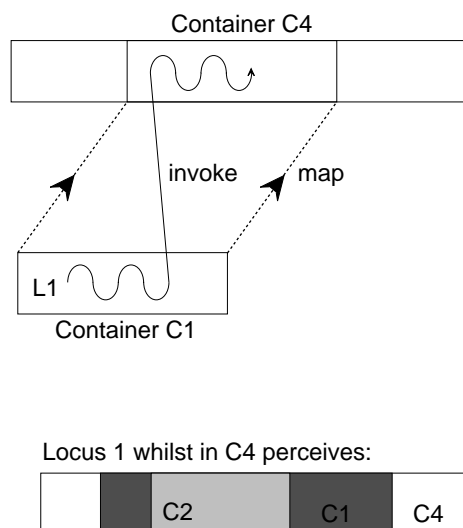 Container C4
invoke
map
L1
Container C1
Locus 1 whilst in C4 perceives:
C2
C1
C4